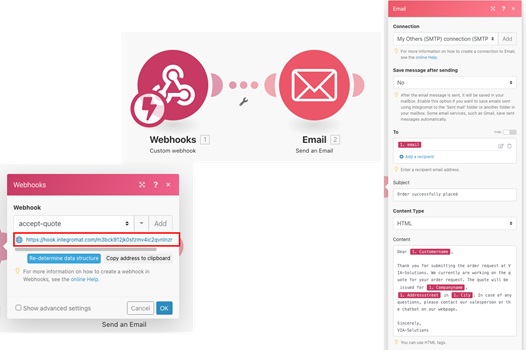 Webhooks 1
Custom webhook
Email 2
Send an Email
Webhooks
Webhook
accept-quote
Add
Re-determine data structure
Copy address to clipboard
For more information on how to create a webhook in
Webhooks, see the online Help.
Show advanced settings
Cancel
OK
Send an Email
Email
Connection
My Others (SMTP) connection (SMTP
Add
For more information on how to create a connection to Email,
see the online Help.
Save message after sending
No
After the email message is sent, it will be saved in your
mailbox. Enable this option if you want to save emails sent
using Integromat to the "Sent mail" folder or another folder in
your mailbox. Some email services, such as Gmail, save sent
messages automatically.
To
1. email
Add a recipient
Enter a recipient email address.
Subject
Order successfully placed
Content Type
HTML
Content
Dear 1. Customername,
Thank you for submitting the order request at V
IA-Solutions. We currently are working on the q
uote for your order request. The quote will be
issued for 1. Companyname,
1. Addressstreet in 1. City. In case of any
questions, please contact our salesperson or th
e chatbot on our webpage.
Sincerely,
VIA-Solutions
You can use HTML tags.